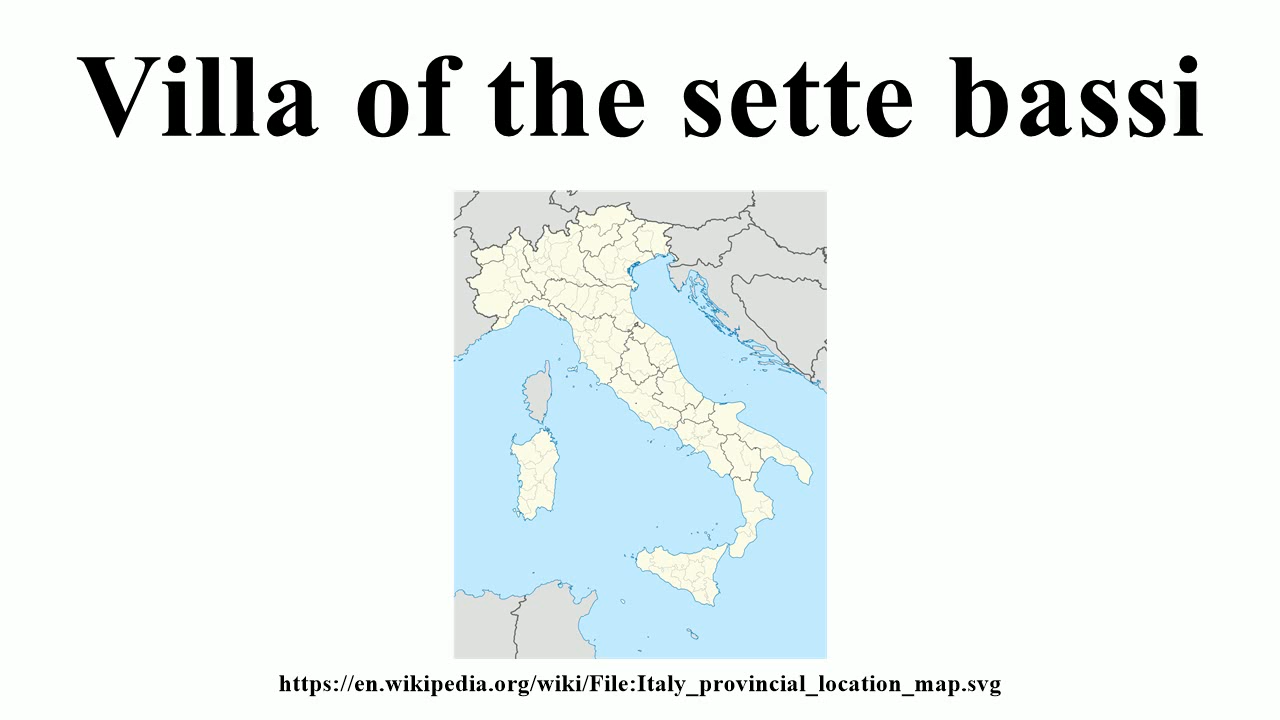 Villa of the sette bassi
https://en.wikipedia.org/wiki/File:Italy_provincial_location_map.svg